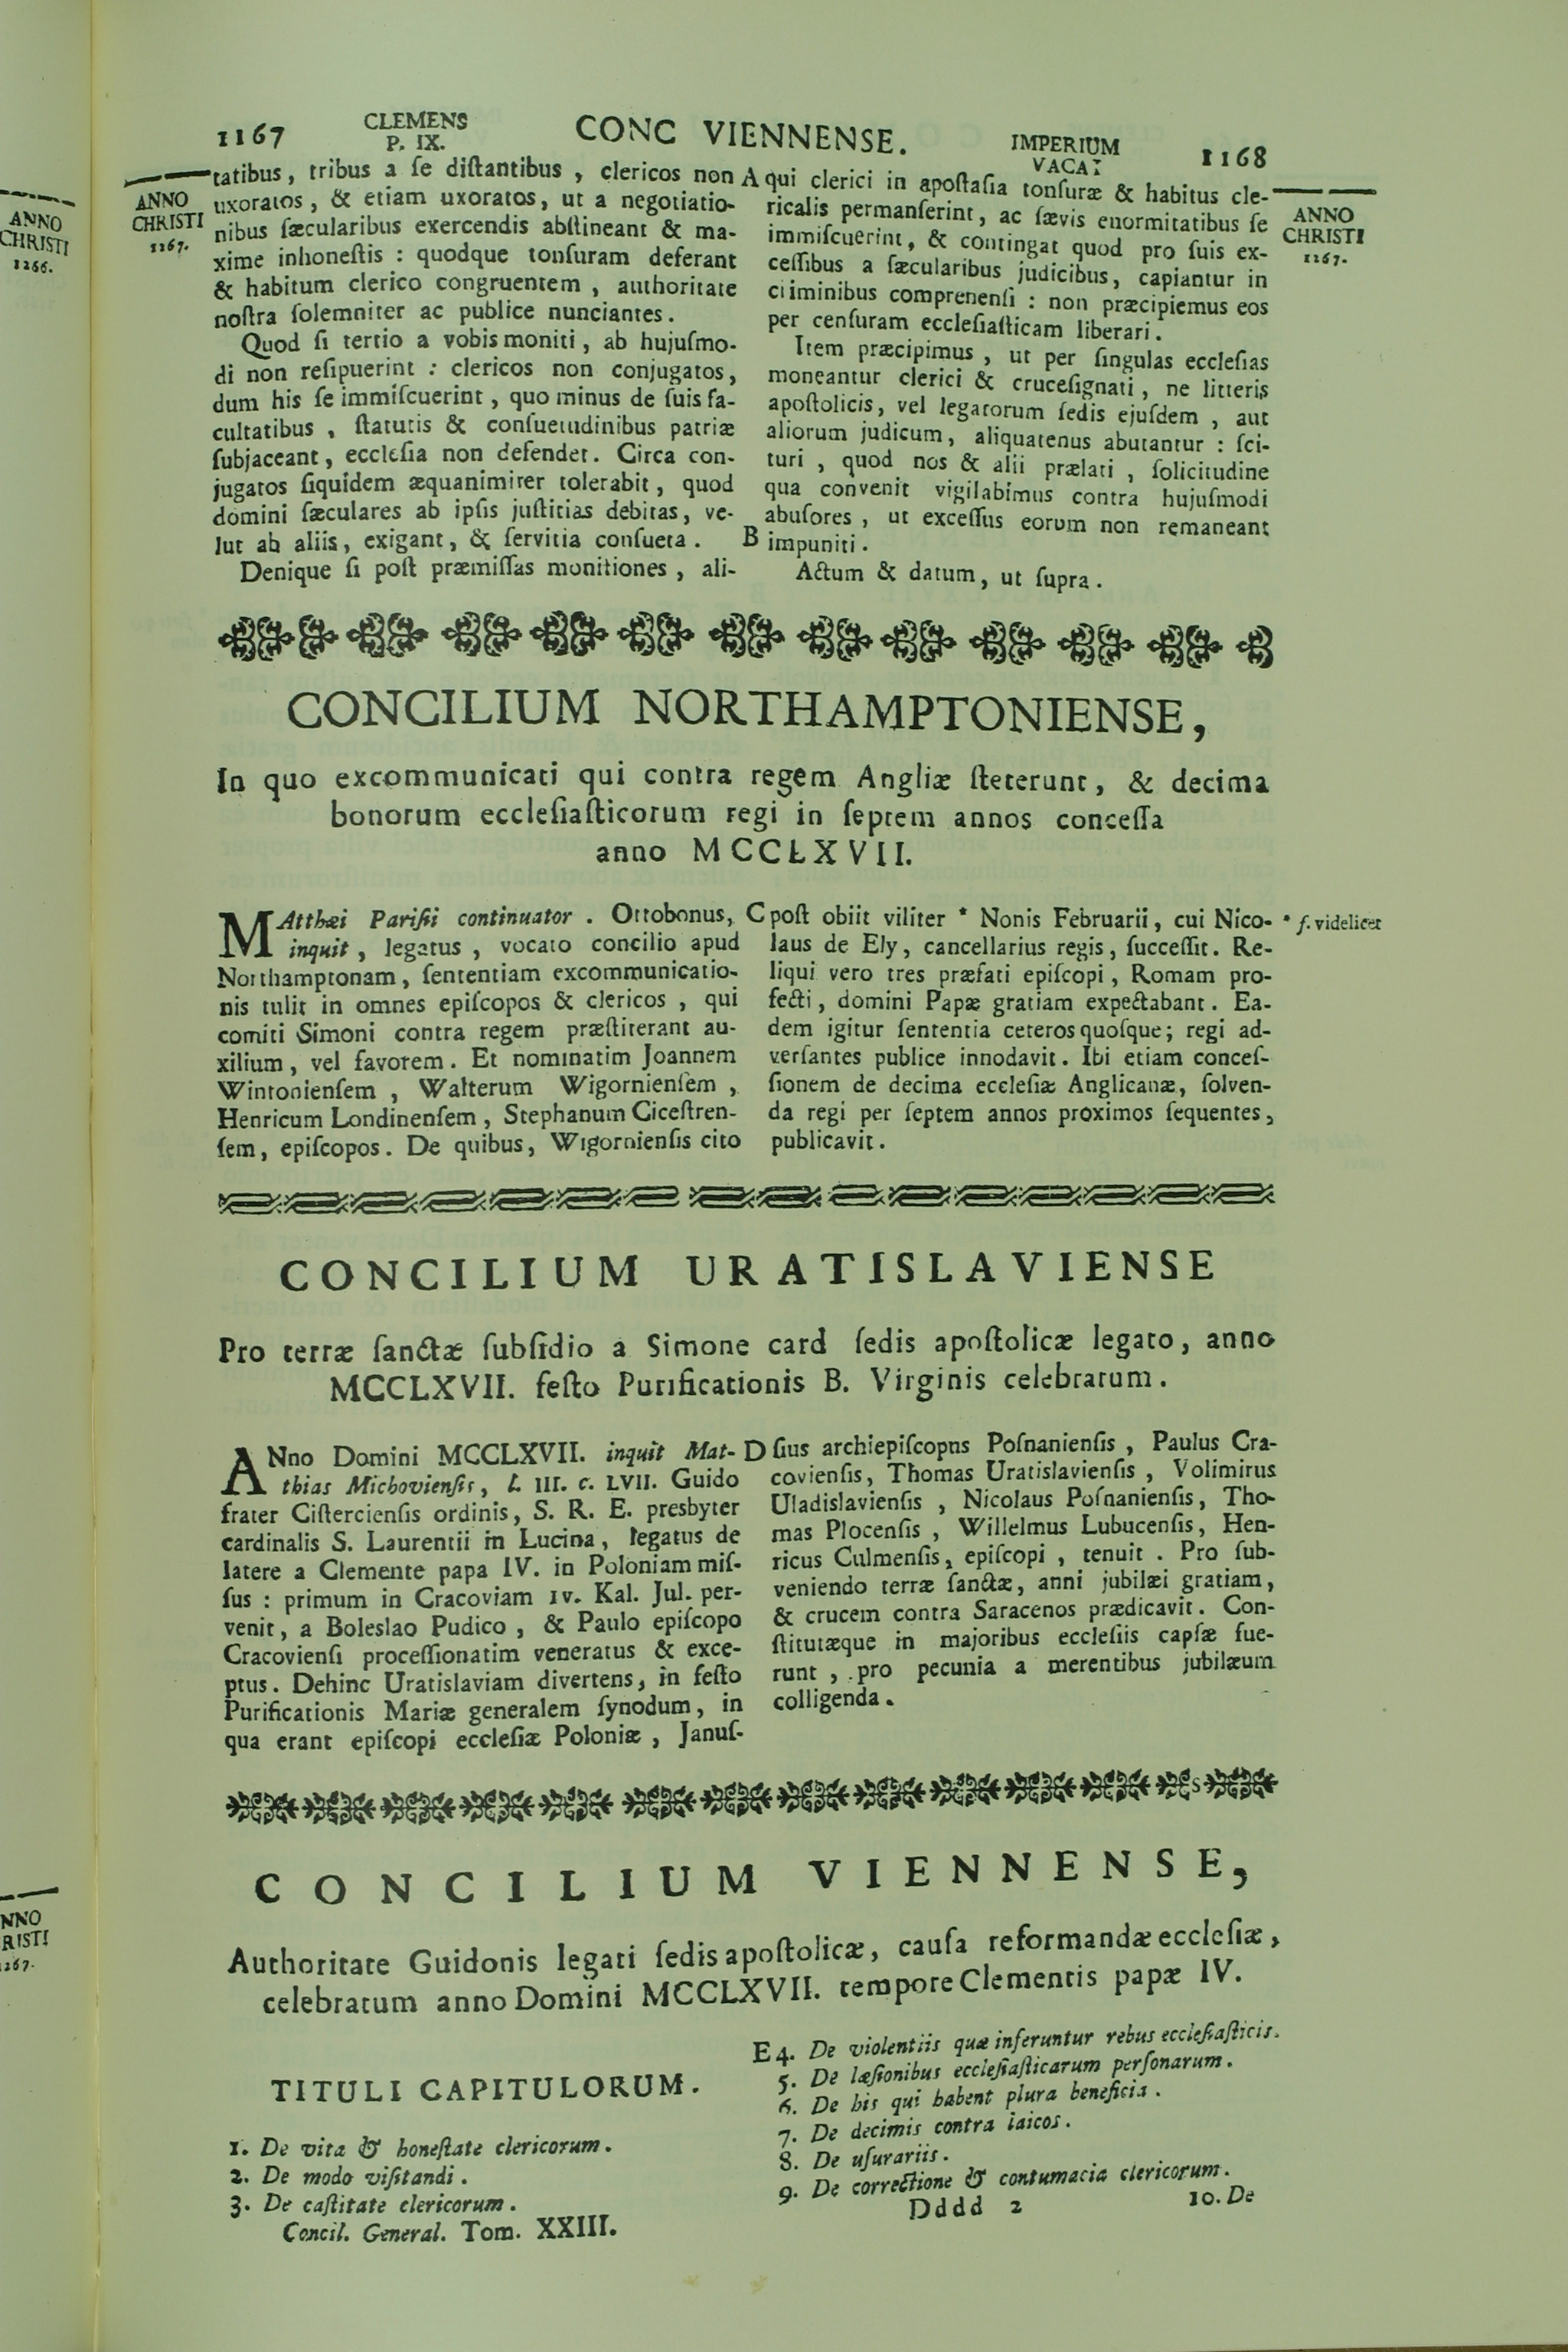 1167 CLEMENS P. IX. CONC VIENNENSE. IMPERIUM VACAT 1168
ANNO
CHRISTI
1266.
ANNO
CHRISTI
1267.
tatibus, tribus a ſe diſtantibus, clericos non
uxoratos, & etiam uxoratos, ut a negotiatio-
nibus ſæcularibus exercendis abſtineant & ma-
xime inhoneſtis : quodque tonſuram deferant
& habitum clerico congruentem, authoritate
noſtra ſolemniter ac publice nunciantes.
Quod ſi tertio a vobis moniti, ab hujuſmo-
di non reſipuerint : clericos non conjugatos,
dum his ſe immiſcuerint, quo minus de ſuis fa-
cultatibus, ſtatutis & conſuetudinibus patriæ
ſubjaceant, eccleſia non defendet. Circa con-
jugatos ſiquidem æquanimiter tolerabit, quod
domini ſæculares ab ipſis juſtitias debitas, ve-
lut ab aliis, exigant, & ſervitia conſueta.
Denique ſi poſt præmiſſas monitiones, ali-
A qui clerici in apoſtaſia tonſuræ & habitus cle-
ricalis permanſerint, ac ſævis enormitatibus ſe
immiſcuerint, & contingat quod pro ſuis ex-
ceſſibus a ſæcularibus judicibus, capiantur in
criminibus comprenenſi : non præcipiemus eos
per cenſuram eccleſiaſticam liberari.
Item præcipimus, ut per ſingulas eccleſias
moneantur clerici & cruceſignati, ne litteris
apoſtolicis, vel legatorum ſedis ejuſdem, aut
aliorum judicum, aliquatenus abutantur : ſci-
turi, quod nos & alii prælati, ſolicitudine
qua convenit vigilabimus contra hujuſmodi
abuſores, ut exceſſus eorum non remaneant
B impuniti.
Actum & datum, ut ſupra.
ANNO
CHRISTI
1267.
CONCILIUM NORTHAMPTONIENSE,
In quo excommunicati qui contra regem Angliæ ſteterunt, & decima
bonorum eccleſiaſticorum regi in ſeptem annos conceſſa
anno MCCLXVII.
MAtthæi Pariſii continuator. Ottobonus,
inquit, legatus, vocato concilio apud
Northamptonam, ſententiam excommunicatio-
nis tulit in omnes epiſcopos & clericos, qui
comiti Simoni contra regem præſtiterant au-
xilium, vel favorem. Et nominatim Joannem
Wintonienſem, Walterum Wigornienſem,
Henricum Londinenſem, Stephanum Ciceſtren-
ſem, epiſcopos. De quibus, Wigornienſis cito
C poſt obiit viliter * Nonis Februarii, cui Nico-
laus de Ely, cancellarius regis, ſucceſſit. Re-
liqui vero tres præfati epiſcopi, Romam pro-
fecti, domini Papæ gratiam expectabant. Ea-
dem igitur ſententia ceteros quoſque; regi ad-
verſantes publice innodavit. Ibi etiam conceſ-
ſionem de decima eccleſiæ Anglicanæ, ſolven-
da regi per ſeptem annos proximos ſequentes,
publicavit.
* f. videlicet
CONCILIUM URATISLAVIENSE
Pro terræ ſanctæ ſubſidio a Simone card ſedis apoſtolicæ legato, anno
MCCLXVII. feſto Purificationis B. Virginis celebratum.
ANno Domini MCCLXVII. inquit Mat-
thias Michovienſis, l. III. c. LVII. Guido
frater Ciſtercienſis ordinis, S. R. E. presbyter
cardinalis S. Laurentii in Lucina, legatus de
latere a Clemente papa IV. in Poloniam miſ-
ſus : primum in Cracoviam IV. Kal. Jul. per-
venit, a Boleslao Pudico, & Paulo epiſcopo
Cracovienſi proceſſionatim veneratus & exce-
ptus. Dehinc Uratislaviam divertens, in feſto
Purificationis Mariæ generalem ſynodum, in
qua erant epiſcopi eccleſiæ Poloniæ, Januſ-
D ſius archiepiſcopns Poſnanienſis, Paulus Cra-
covienſis, Thomas Uratislavienſis, Volimirus
Uladislavienſis, Nicolaus Poſnanienſis, Tho-
mas Plocenſis, Willelmus Lubucenſis, Hen-
ricus Culmenſis, epiſcopi, tenuit. Pro ſub-
veniendo terræ ſanctæ, anni jubilæi gratiam,
& crucem contra Saracenos prædicavit. Con-
ſtitutæque in majoribus eccleſiis capſæ fue-
runt, pro pecunia a merentibus jubilæum
colligenda.
CONCILIUM VIENNENSE,
Authoritate Guidonis legati ſedis apoſtolicæ, cauſa reformandæ eccleſiæ,
celebratum anno Domini MCCLXVII. tempore Clementis papæ IV.
NNO
RISTI
1267.
TITULI CAPITULORUM.
1. De vita & honeſtate clericorum.
2. De modo viſitandi.
3. De caſtitate clericorum.
Concil. General. Tom. XXIII.
E 4. De violentiis quæ inferuntur rebus eccleſiaſticis.
5. De læſionibus eccleſiaſticarum perſonarum.
6. De his qui habent plura beneficia.
7. De decimis contra laicos.
8. De uſurariis.
9. De correctione & contumacia clericorum.
Dddd 2 10. De